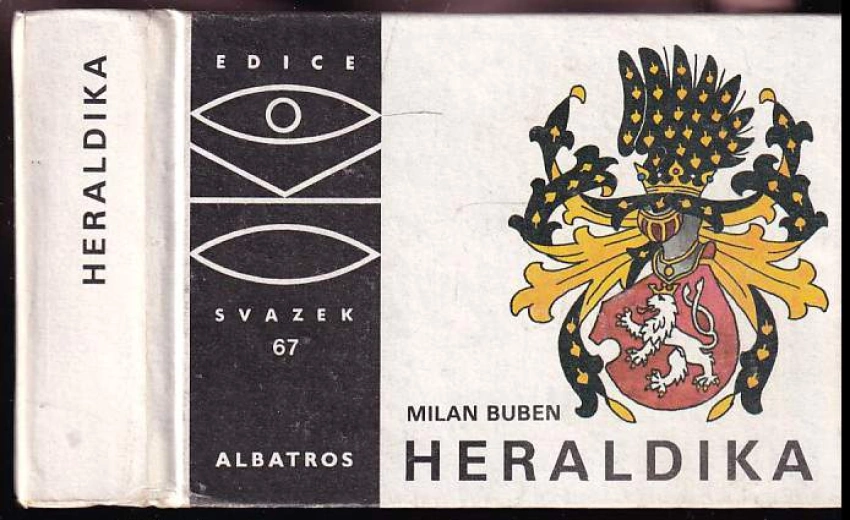 HERALDIKA
EDICE
SVAZEK
67
ALBATROS
MILAN BUBEN
HERALDIKA